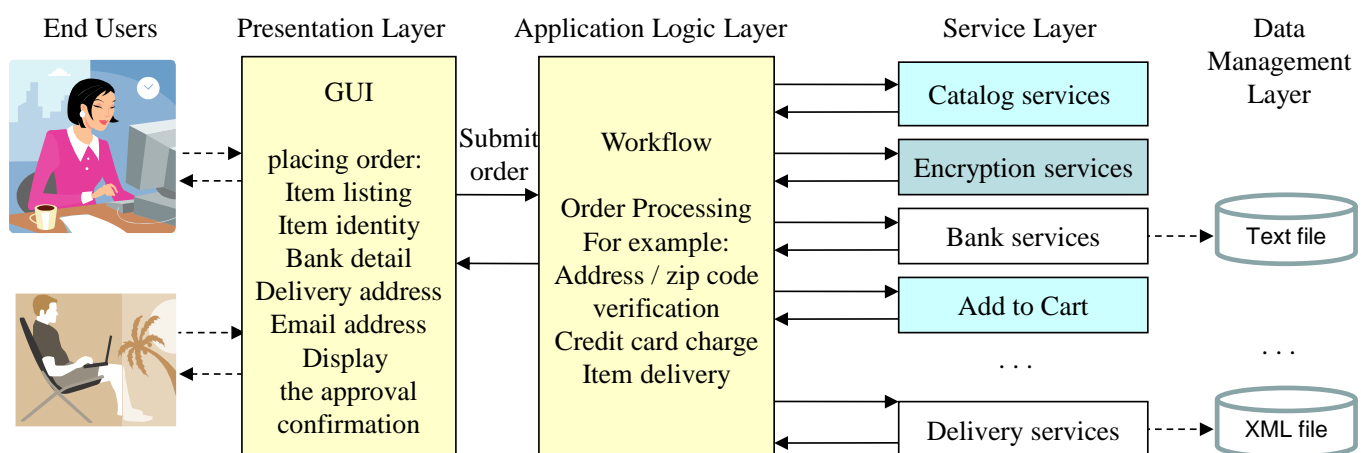 End Users
Presentation Layer
Application Logic Layer
Service Layer
Data
Management
Layer
GUI
placing order:
Item listing
Item identity
Bank detail
Delivery address
Email address
Display
the approval
confirmation
Submit
order
Workflow
Order Processing
For example:
Address / zip code
verification
Credit card charge
Item delivery
Catalog services
Encryption services
Bank services
Add to Cart
. . .
Delivery services
Text file
. . .
XML file